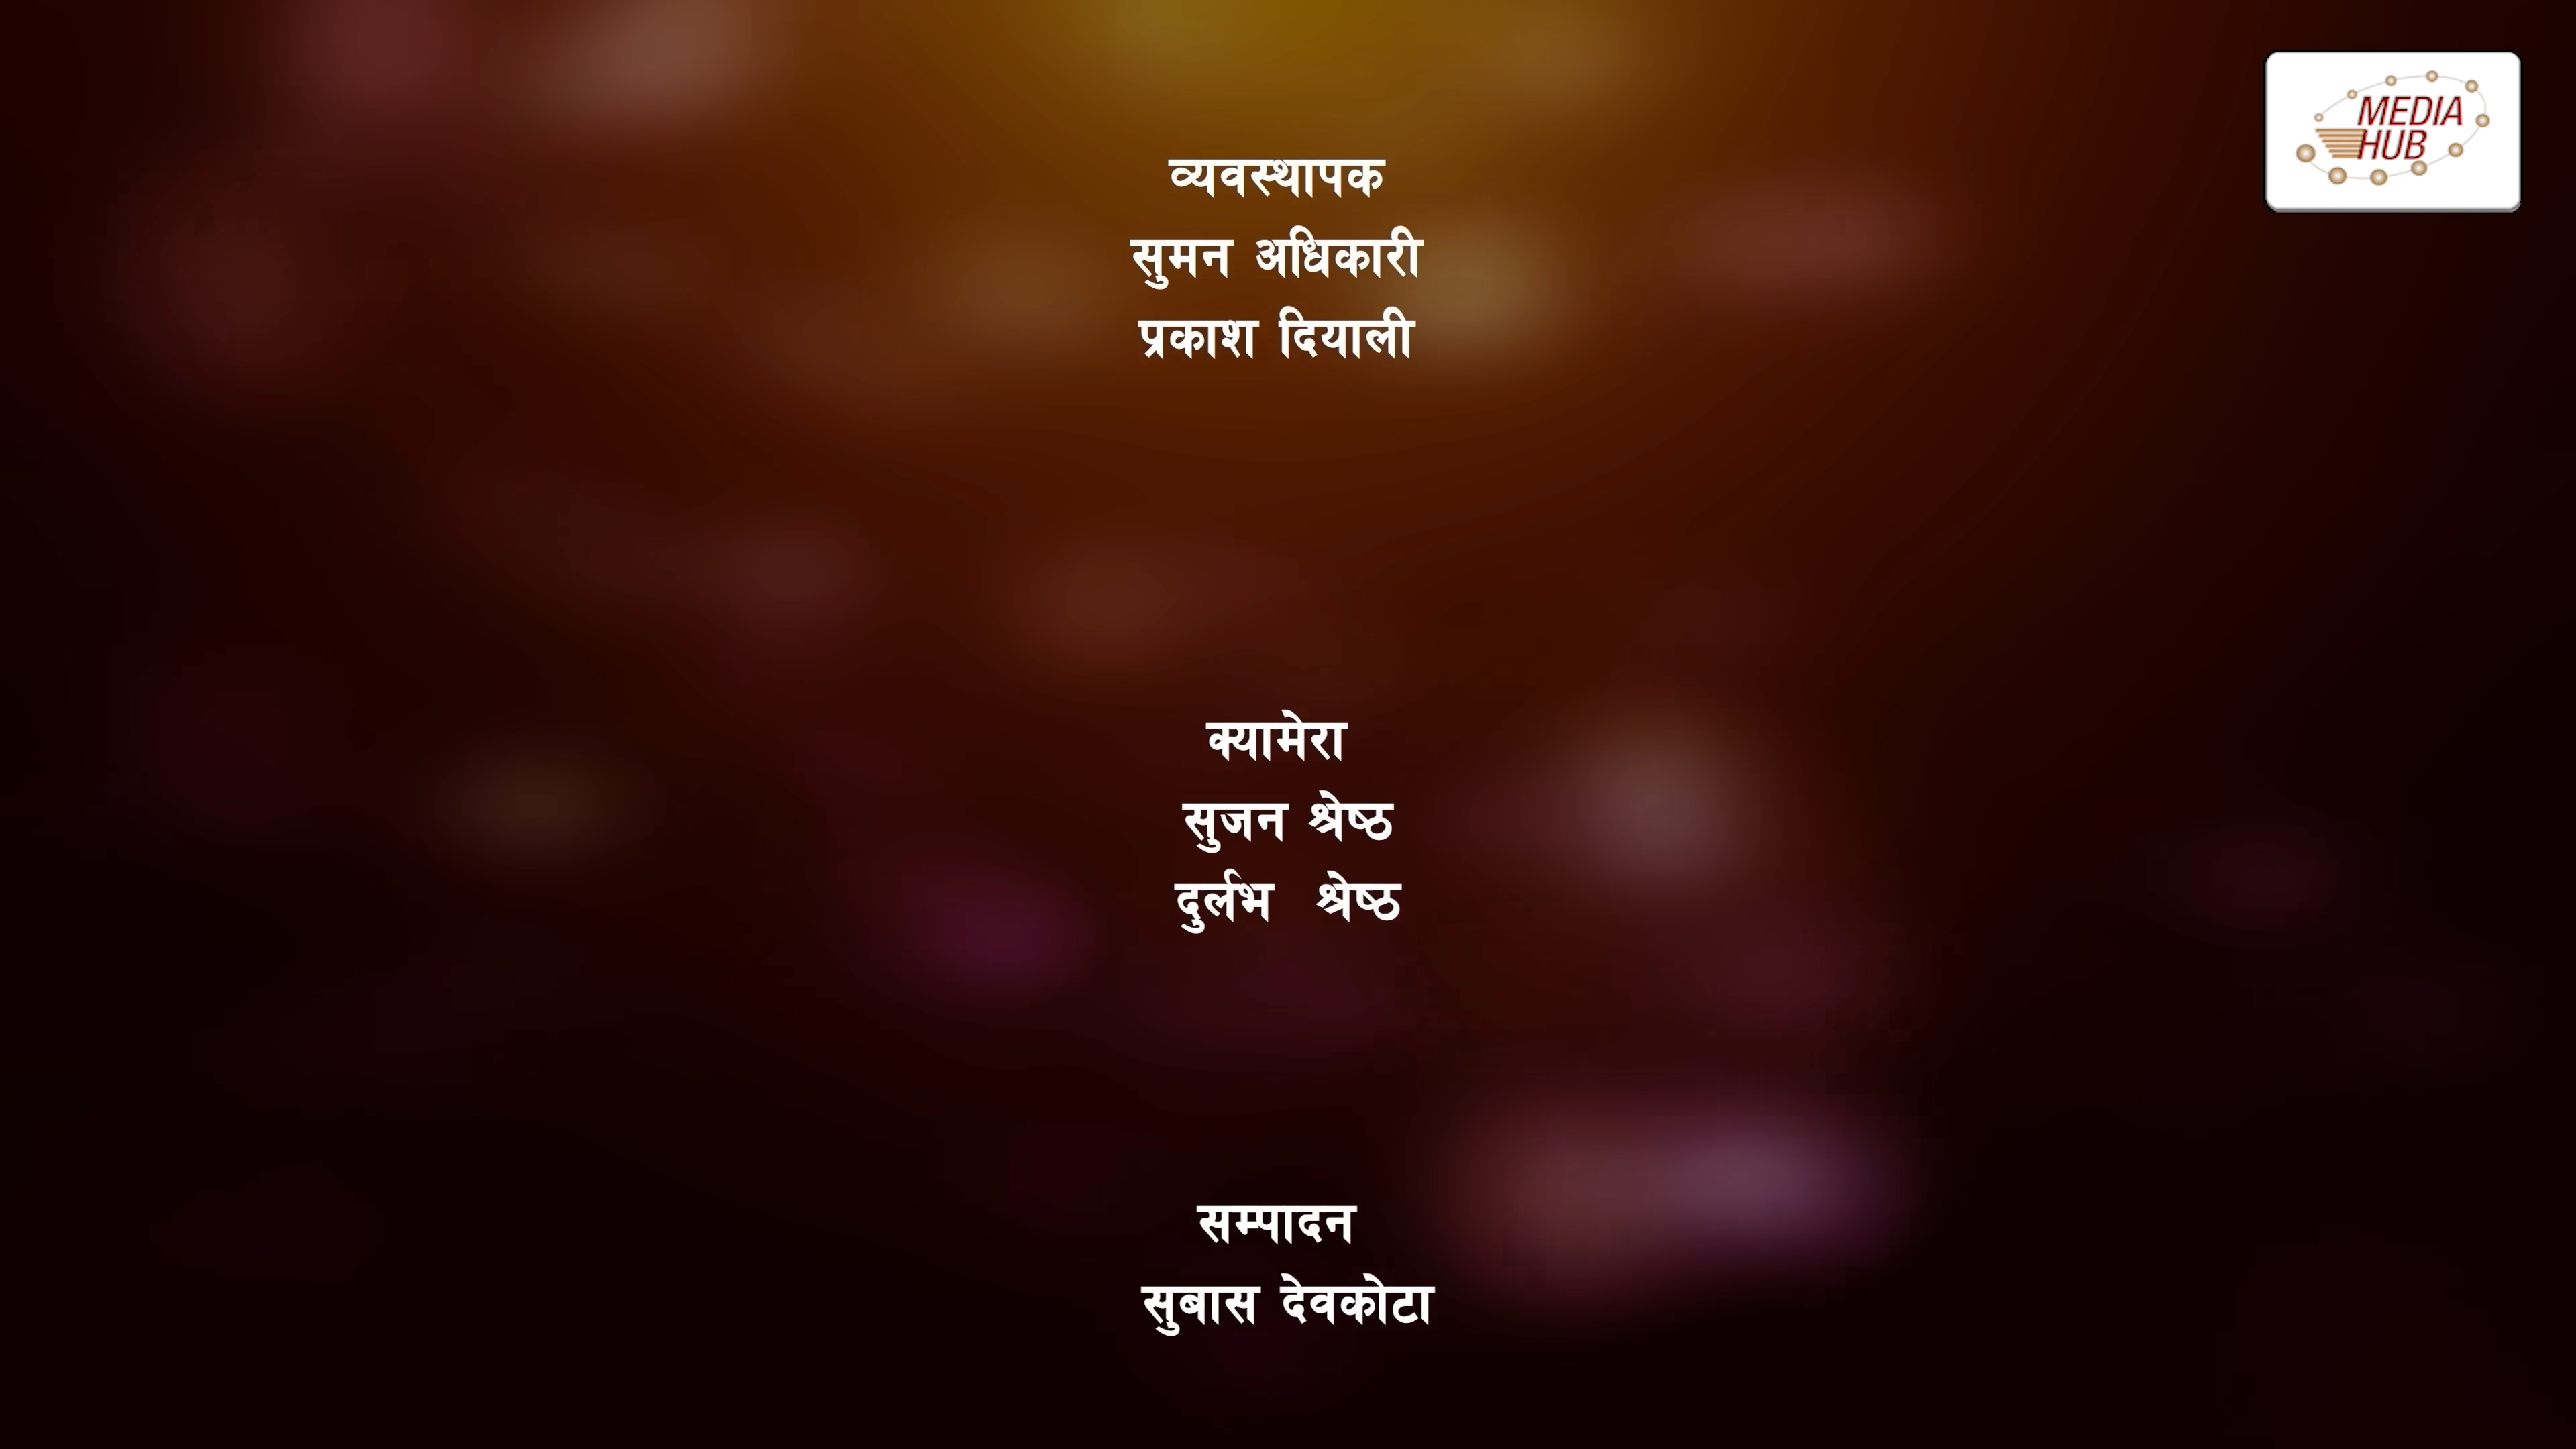 MEDIA
HUB
व्यवस्थापक
सुमन अधिकारी
प्रकाश दियाली
क्यामेरा
सुजन श्रेष्ठ
दुर्लभ श्रेष्ठ
सम्पादन
सुबास देवकोटा